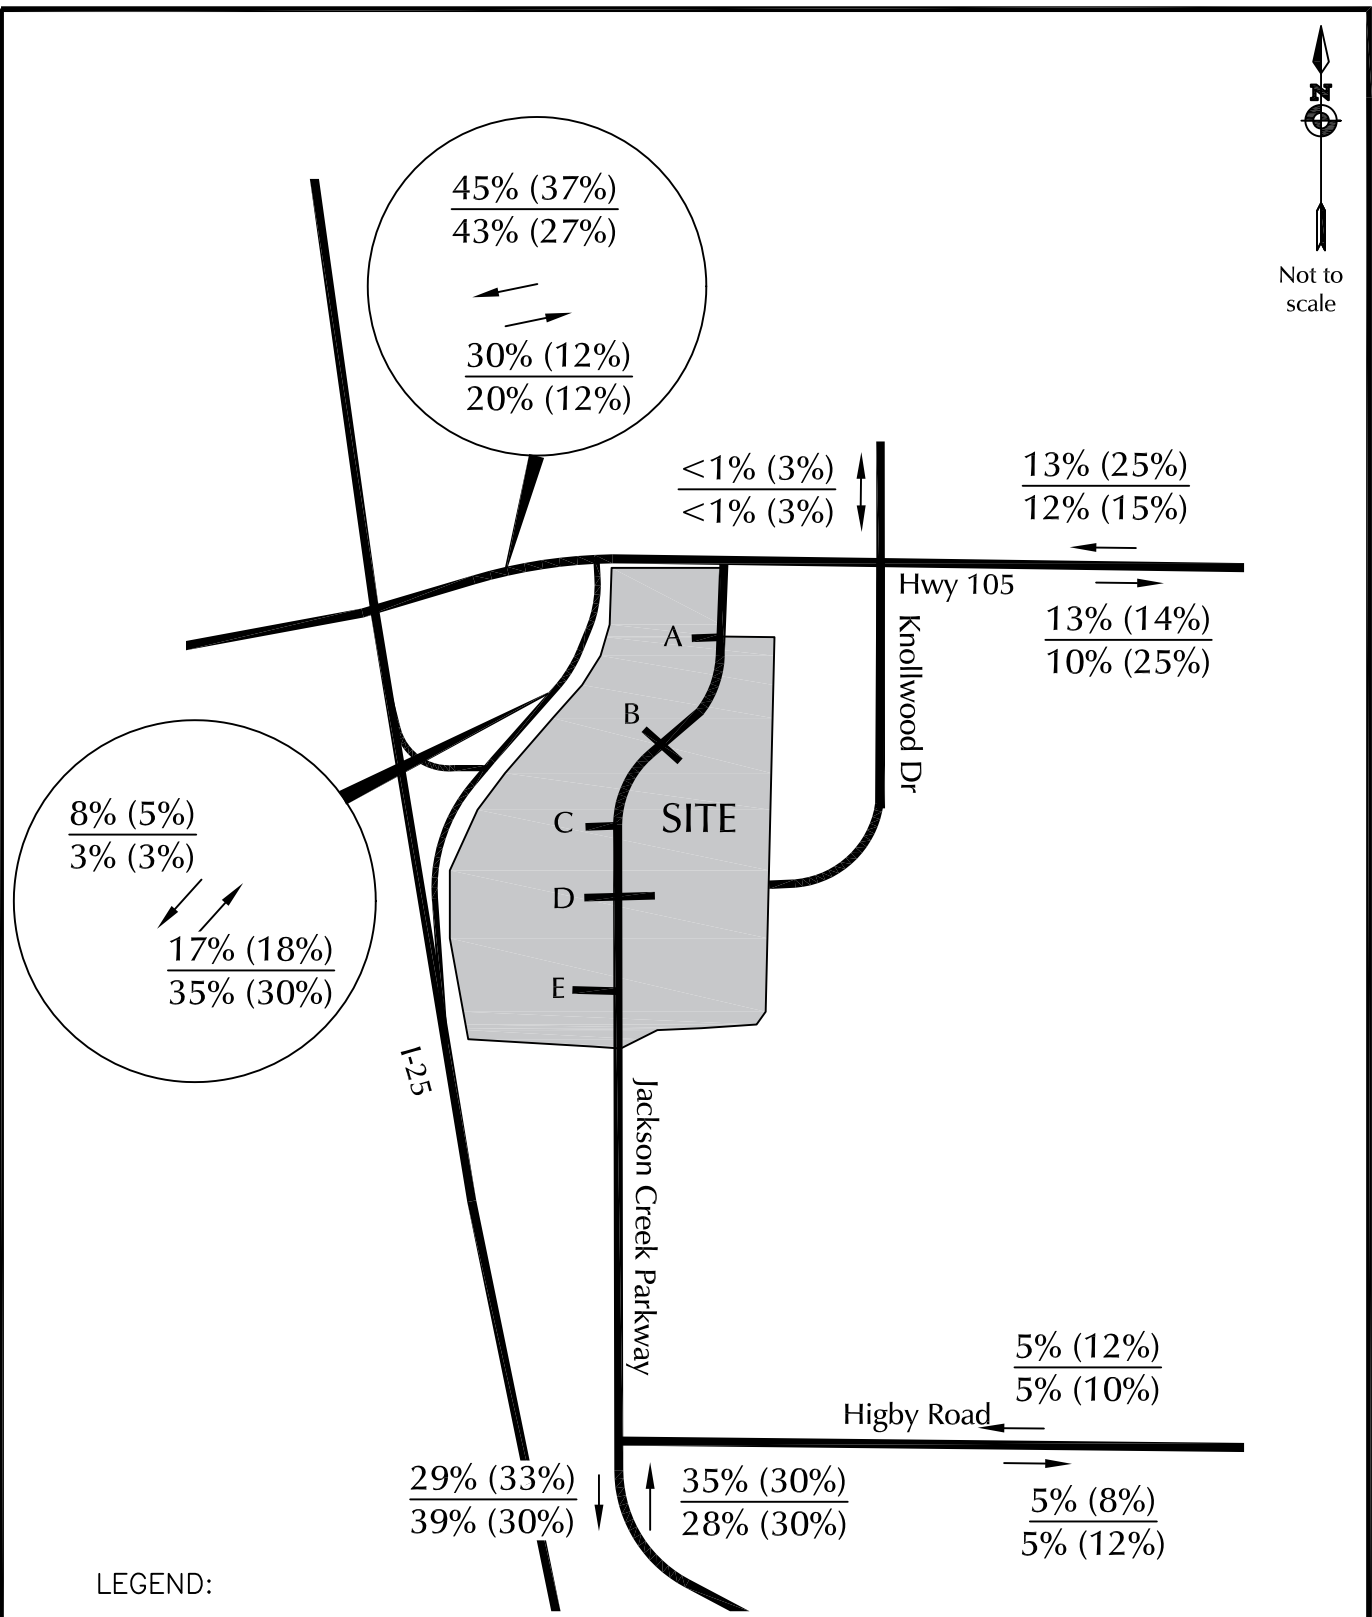 N
Not to
scale
45% (37%)
43% (27%)
30% (12%)
20% (12%)
<1% (3%)
<1% (3%)
13% (25%)
12% (15%)
Hwy 105
13% (14%)
10% (25%)
Knollwood Dr
A
B
C
SITE
D
E
8% (5%)
3% (3%)
17% (18%)
35% (30%)
I-25
Jackson Creek Parkway
5% (12%)
5% (10%)
Higby Road
29% (33%)
39% (30%)
35% (30%)
28% (30%)
5% (8%)
5% (12%)
LEGEND: